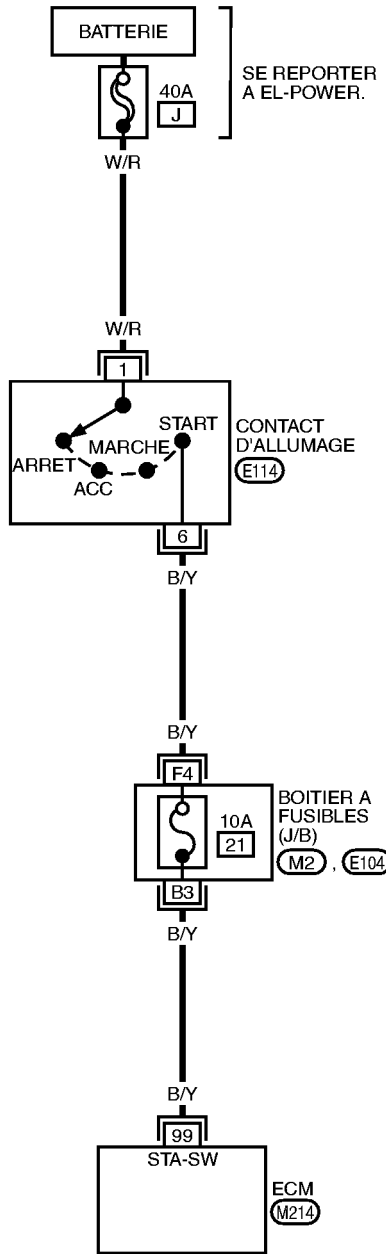 BATTERIE
SE REPORTER
A EL-POWER.
40A
J
W/R
W/R
1
START
MARCHE
ARRET
ACC
CONTACT
D'ALLUMAGE
E114
6
B/Y
B/Y
F4
10A
21
BOITIER A
FUSIBLES
(J/B)
M2 , E104
B3
B/Y
B/Y
99
STA-SW
ECM
M214